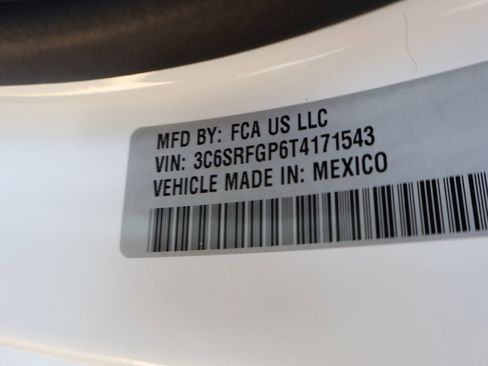 MFD BY: FCA US LLC
VIN: 3C6SRFGP6T4171543
VEHICLE MADE IN: MEXICO